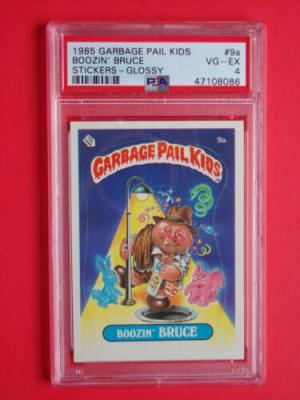 1985 GARBAGE PAIL KIDS #9a
BOOZIN' BRUCE VG-EX
STICKERS-GLOSSY PSA 4
47108086
9a
GARBAGE PAIL KIDS
BOOZIN' BRUCE